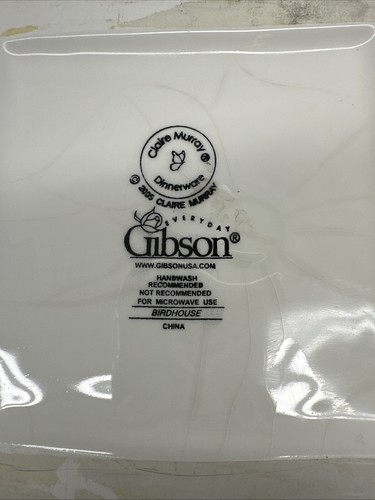 Claire Murray®
Dinnerware
© 2005 CLAIRE MURRAY
EVERYDAY
Gibson®
WWW.GIBSONUSA.COM
HANDWASH
RECOMMENDED
NOT RECOMMENDED
FOR MICROWAVE USE
BIRDHOUSE
CHINA